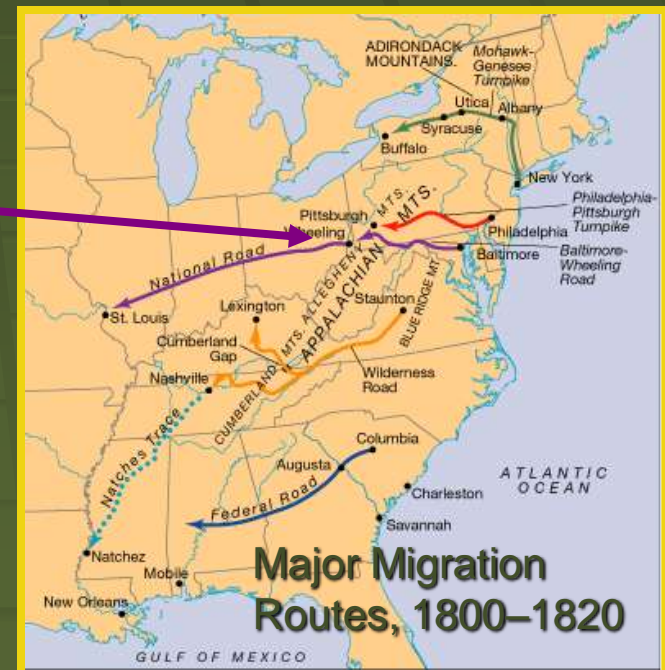 ADIRONDACK
MOUNTAINS.
Mohawk-
Genesee
Turnpike
Utica
Albany
Syracuse
Buffalo
New York
Philadelphia-
Pittsburgh
Turnpike
Pittsburgh
MTS.
MTS.
Wheeling
Philadelphia
Baltimore
Baltimore-
Wheeling
Road
National Road
St. Louis
Lexington
Staunton
ALLEGHENY
APPALACHIAN
BLUE RIDGE MT.
Cumberland
Gap
MTS.
CUMBERLAND
Nashville
Wilderness
Road
Natches Trace
Columbia
Augusta
Federal Road
Charleston
ATLANTIC
OCEAN
Savannah
Natchez
Mobile
New Orleans
Major Migration
Routes, 1800–1820
GULF OF MEXICO